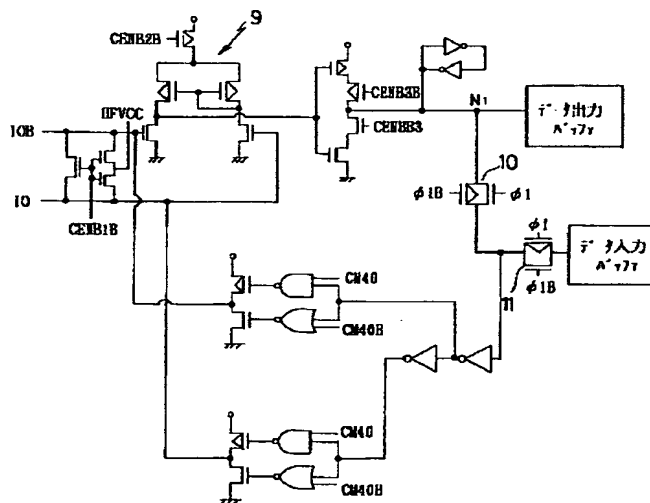 9
CENB2B
HFVCC
IOB
IO
CENB1B
CENB3B
CENBB3
N1
データ出力
バッファ
10
φ1B
φ1
φ1
データ入力
バッファ
φ1B
11
CM40
CM40B
CM40
CM40B